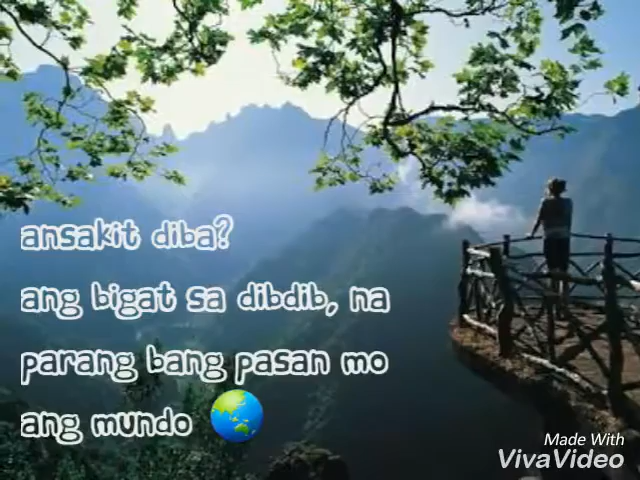 ansakit diba?
ang bigat sa dibdib, na
parang bang pasan mo
ang mundo 🌏
Made With
VivaVideo